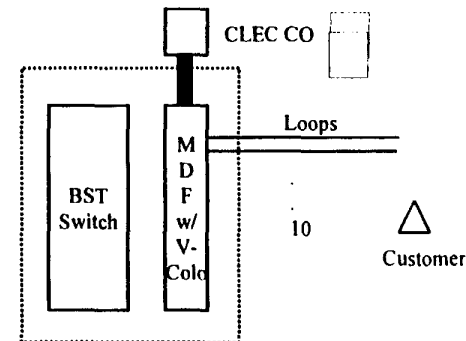 CLEC CO
Loops
M
D
F
w/
V-
Colo
BST
Switch
10
Customer